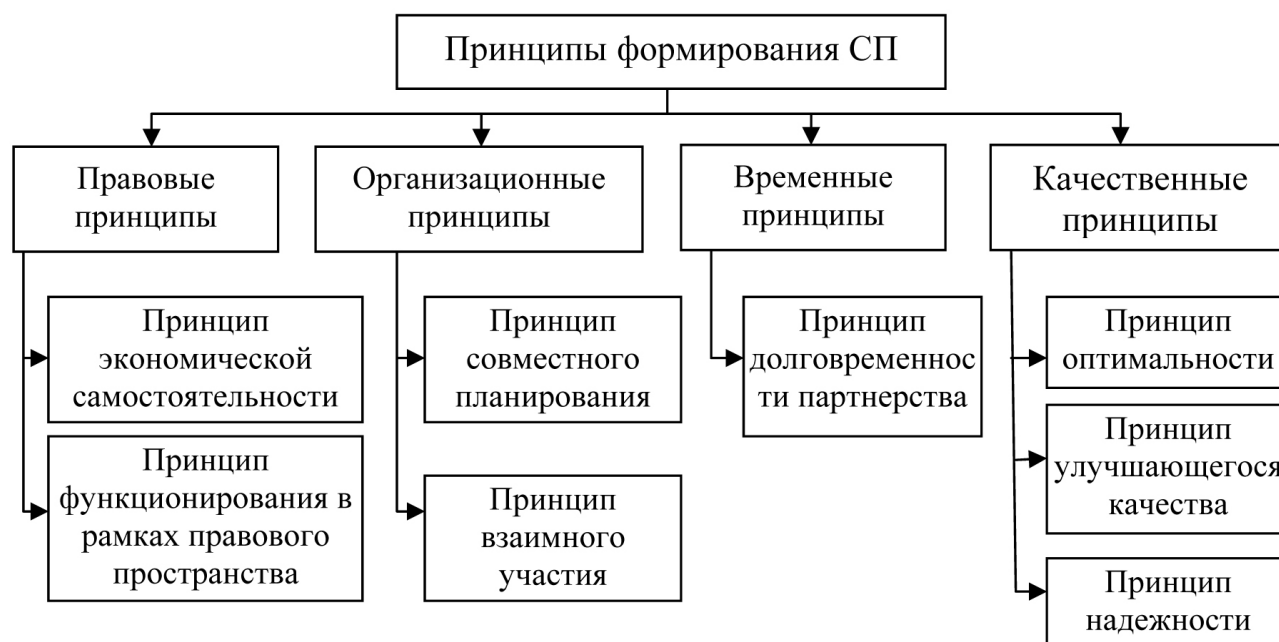 Принципы формирования СП
Правовые
принципы
Организационные
принципы
Временные
принципы
Качественные
принципы
Принцип
экономической
самостоятельности
Принцип
функционирования в
рамках правового
пространства
Принцип
совместного
планирования
Принцип
взаимного
участия
Принцип
долговременнос
ти партнерства
Принцип
оптимальности
Принцип
улучшающегося
качества
Принцип
надежности